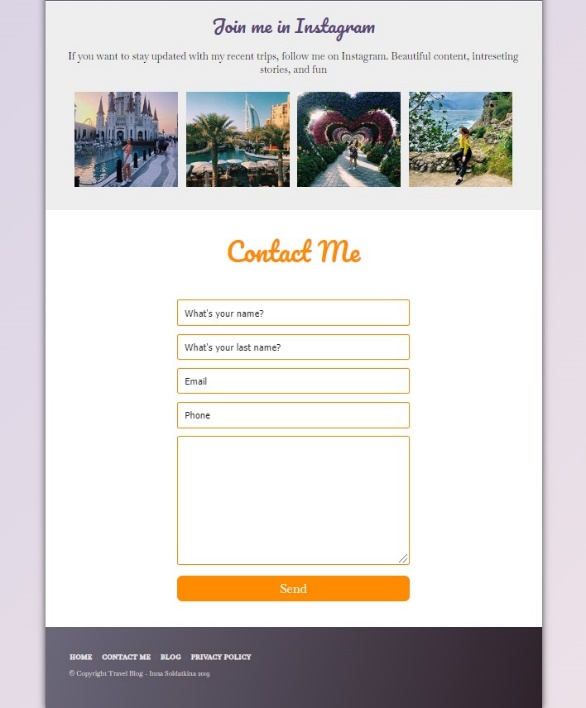 Join me in Instagram
If you want to stay updated with my recent trips, follow me on Instagram. Beautiful content, intreseting
stories, and fun
Contact Me
What's your name?
What's your last name?
Email
Phone
Send
HOME CONTACT ME BLOG PRIVACY POLICY
© Copyright Travel Blog - Inna Soldatkina 2019